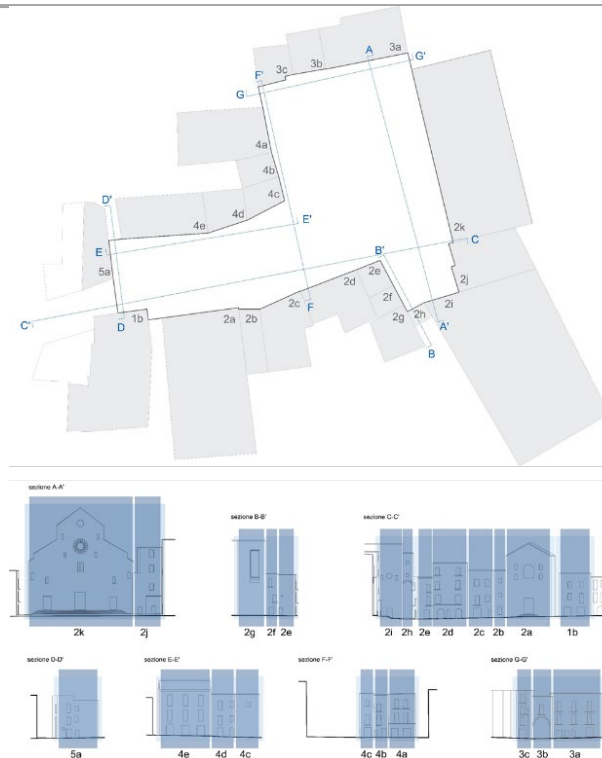 A
3a
G'
3b
3c
F'
G
4a
4b
4c
D'
4d
4e
E'
E
5a
2k
C
B'
2e
2j
2d
2f
2i
2c
F
2g
2h
A'
C'
D
1b
2a
2b
B
sezione A-A'
2k 2j
sezione B-B'
2g 2f 2e
sezione C-C'
2i 2h 2e 2d 2c 2b 2a 1b
sezione D-D'
5a
sezione E-E'
4e 4d 4c
sezione F-F'
4c 4b 4a
sezione G-G'
3c 3b 3a